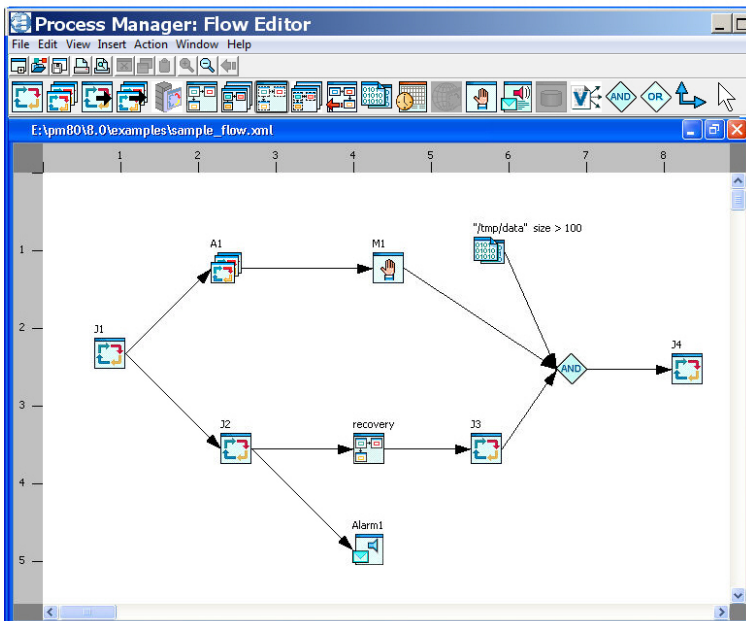 Process Manager: Flow Editor
File Edit View Insert Action Window Help
AND OR
E:\pm80\8.0\examples\sample_flow.xml
1 2 3 4 5 6 7 8
"/tmp/data" size > 100
A1 M1
1
01010
01010
2
J1
J4
AND
3
J2 recovery J3
4
Alarm1
5